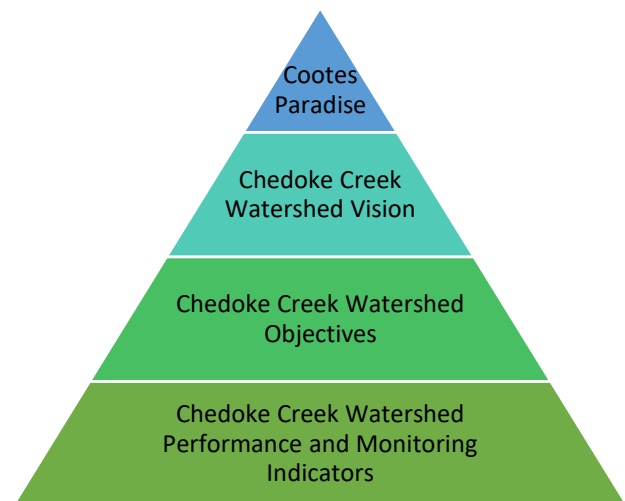 Cootes
Paradise
Chedoke Creek
Watershed Vision
Chedoke Creek Watershed
Objectives
Chedoke Creek Watershed
Performance and Monitoring
Indicators